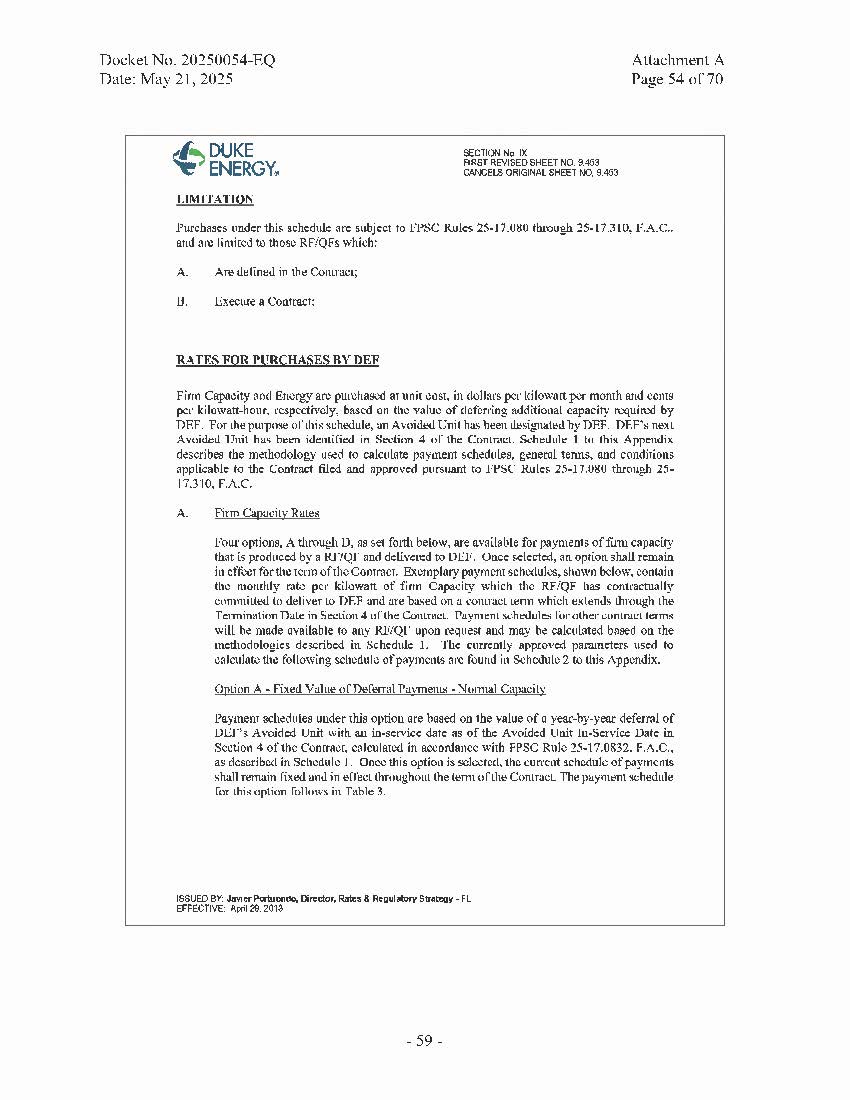 Docket No. 20250054-EQ
Date: May 21, 2025
Attachment A
Page 54 of 70
DUKE
ENERGY.
SECTION No. IX
FIRST REVISED SHEET NO. 9.453
CANCELS ORIGINAL SHEET NO. 9.453
LIMITATION
Purchases under this schedule are subject to FPSC Rules 25-17.080 through 25-17.310, F.A.C.,
and are limited to those RF/QFs which:
A. Are defined in the Contract;
B. Execute a Contract;
RATES FOR PURCHASES BY DEF
Firm Capacity and Energy are purchased at unit cost, in dollars per kilowatt per month and cents
per kilowatt-hour, respectively, based on the value of deferring additional capacity required by
DEF. For the purpose of this schedule, an Avoided Unit has been designated by DEF. DEF's next
Avoided Unit has been identified in Section 4 of the Contract. Schedule 1 to this Appendix
describes the methodology used to calculate payment schedules, general terms, and conditions
applicable to the Contract filed and approved pursuant to FPSC Rules 25-17.080 through 25-
17.310, F.A.C.
A. Firm Capacity Rates
Four options, A through D, as set forth below, are available for payments of firm capacity
that is produced by a RF/QF and delivered to DEF. Once selected, an option shall remain
in effect for the term of the Contract. Exemplary payment schedules, shown below, contain
the monthly rate per kilowatt of firm Capacity which the RF/QF has contractually
committed to deliver to DEF and are based on a contract term which extends through the
Termination Date in Section 4 of the Contract. Payment schedules for other contract terms
will be made available to any RF/QF upon request and may be calculated based on the
methodologies described in Schedule 1. The currently approved parameters used to
calculate the following schedule of payments are found in Schedule 2 to this Appendix.
Option A - Fixed Value of Deferral Payments - Normal Capacity
Payment schedules under this option are based on the value of a year-by-year deferral of
DEF's Avoided Unit with an in-service date as of the Avoided Unit In-Service Date in
Section 4 of the Contract, calculated in accordance with FPSC Rule 25-17.0832, F.A.C.,
as described in Schedule 1. Once this option is selected, the current schedule of payments
shall remain fixed and in effect throughout the term of the Contract. The payment schedule
for this option follows in Table 3.
ISSUED BY: Javier Portuondo, Director, Rates & Regulatory Strategy - FL
EFFECTIVE: April 29, 2013
- 59 -